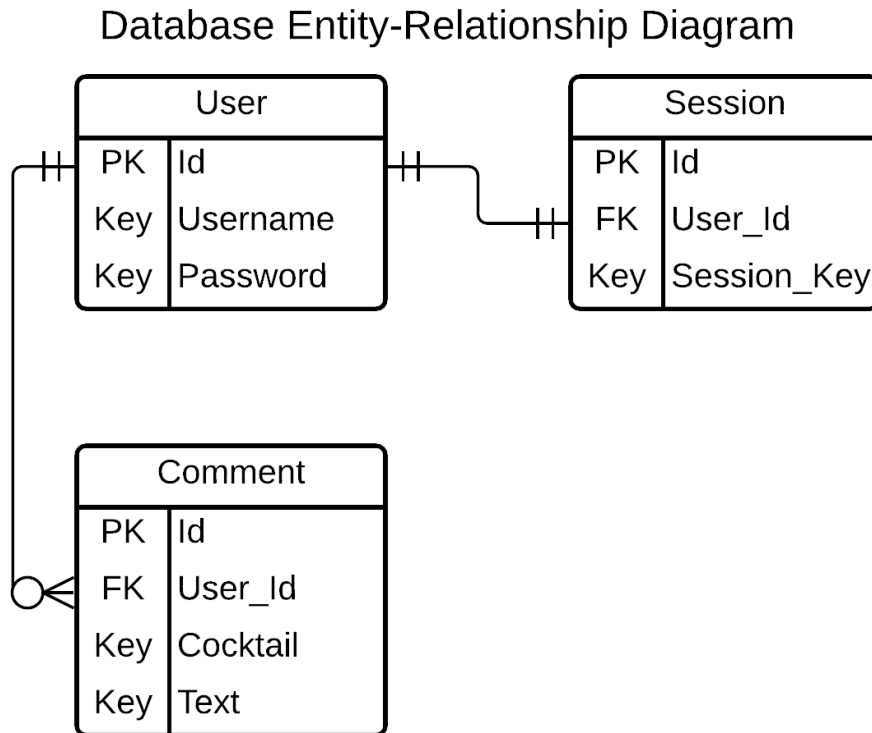 Database Entity-Relationship Diagram
User
PK Id
Key Username
Key Password
Session
PK Id
FK User_Id
Key Session_Key
Comment
PK Id
FK User_Id
Key Cocktail
Key Text